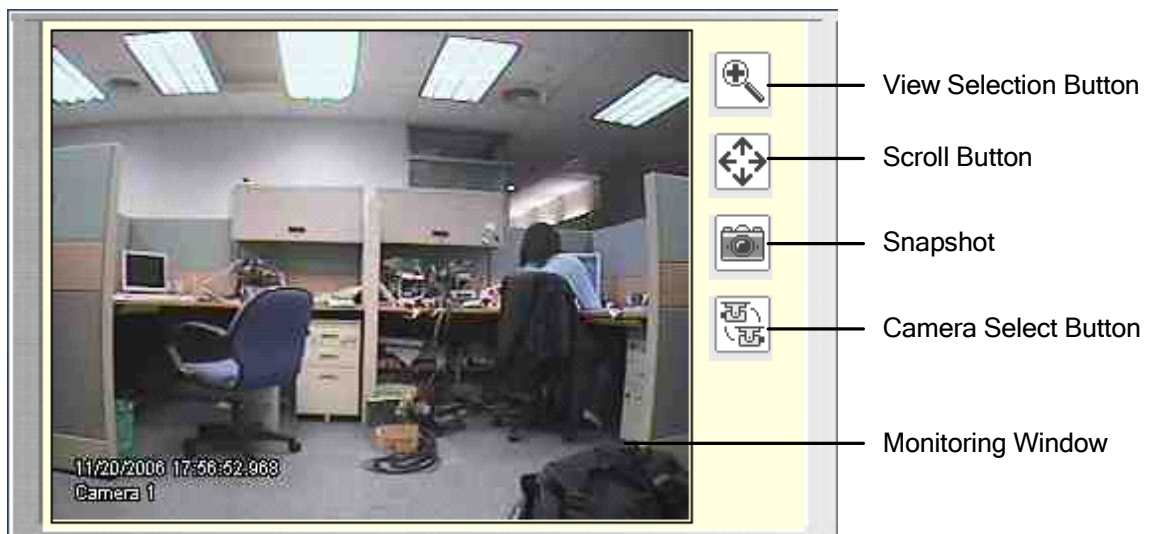 View Selection Button
Scroll Button
Snapshot
Camera Select Button
Monitoring Window
11/20/2006 17:56:52.968
Camera 1